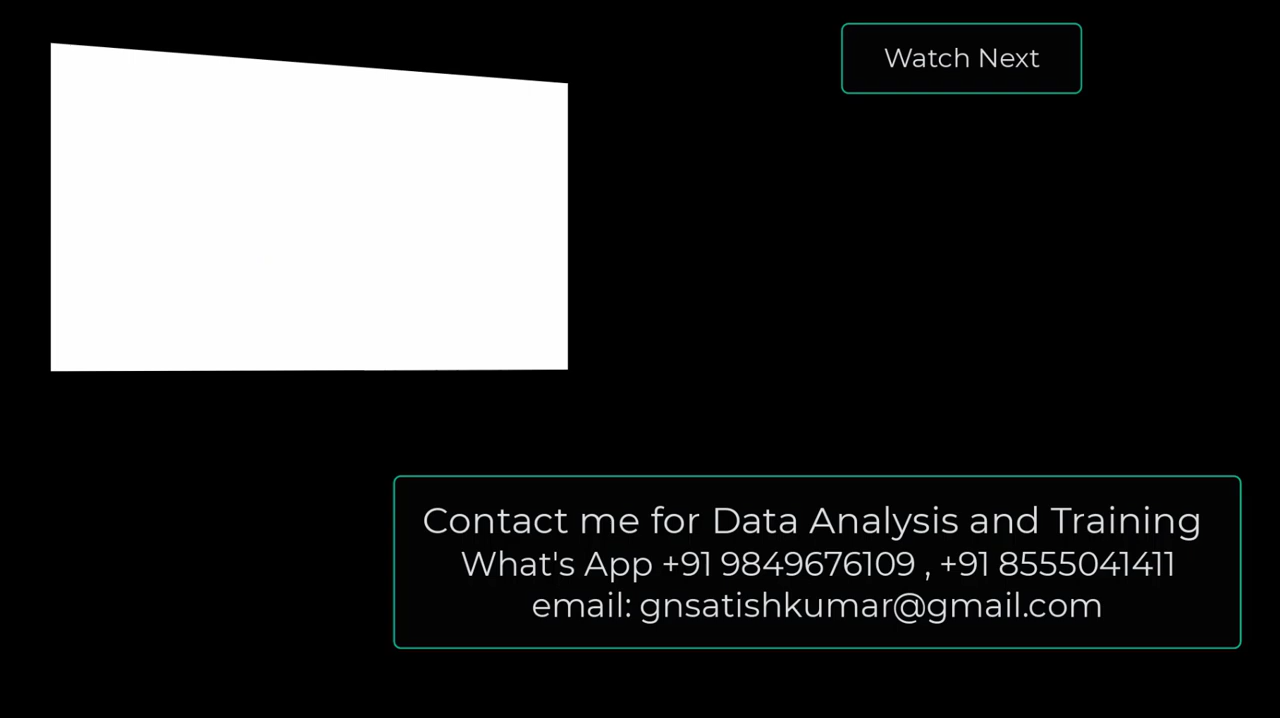 Watch Next
Contact me for Data Analysis and Training
What's App +91 9849676109 , +91 8555041411
email: gnsatishkumar@gmail.com